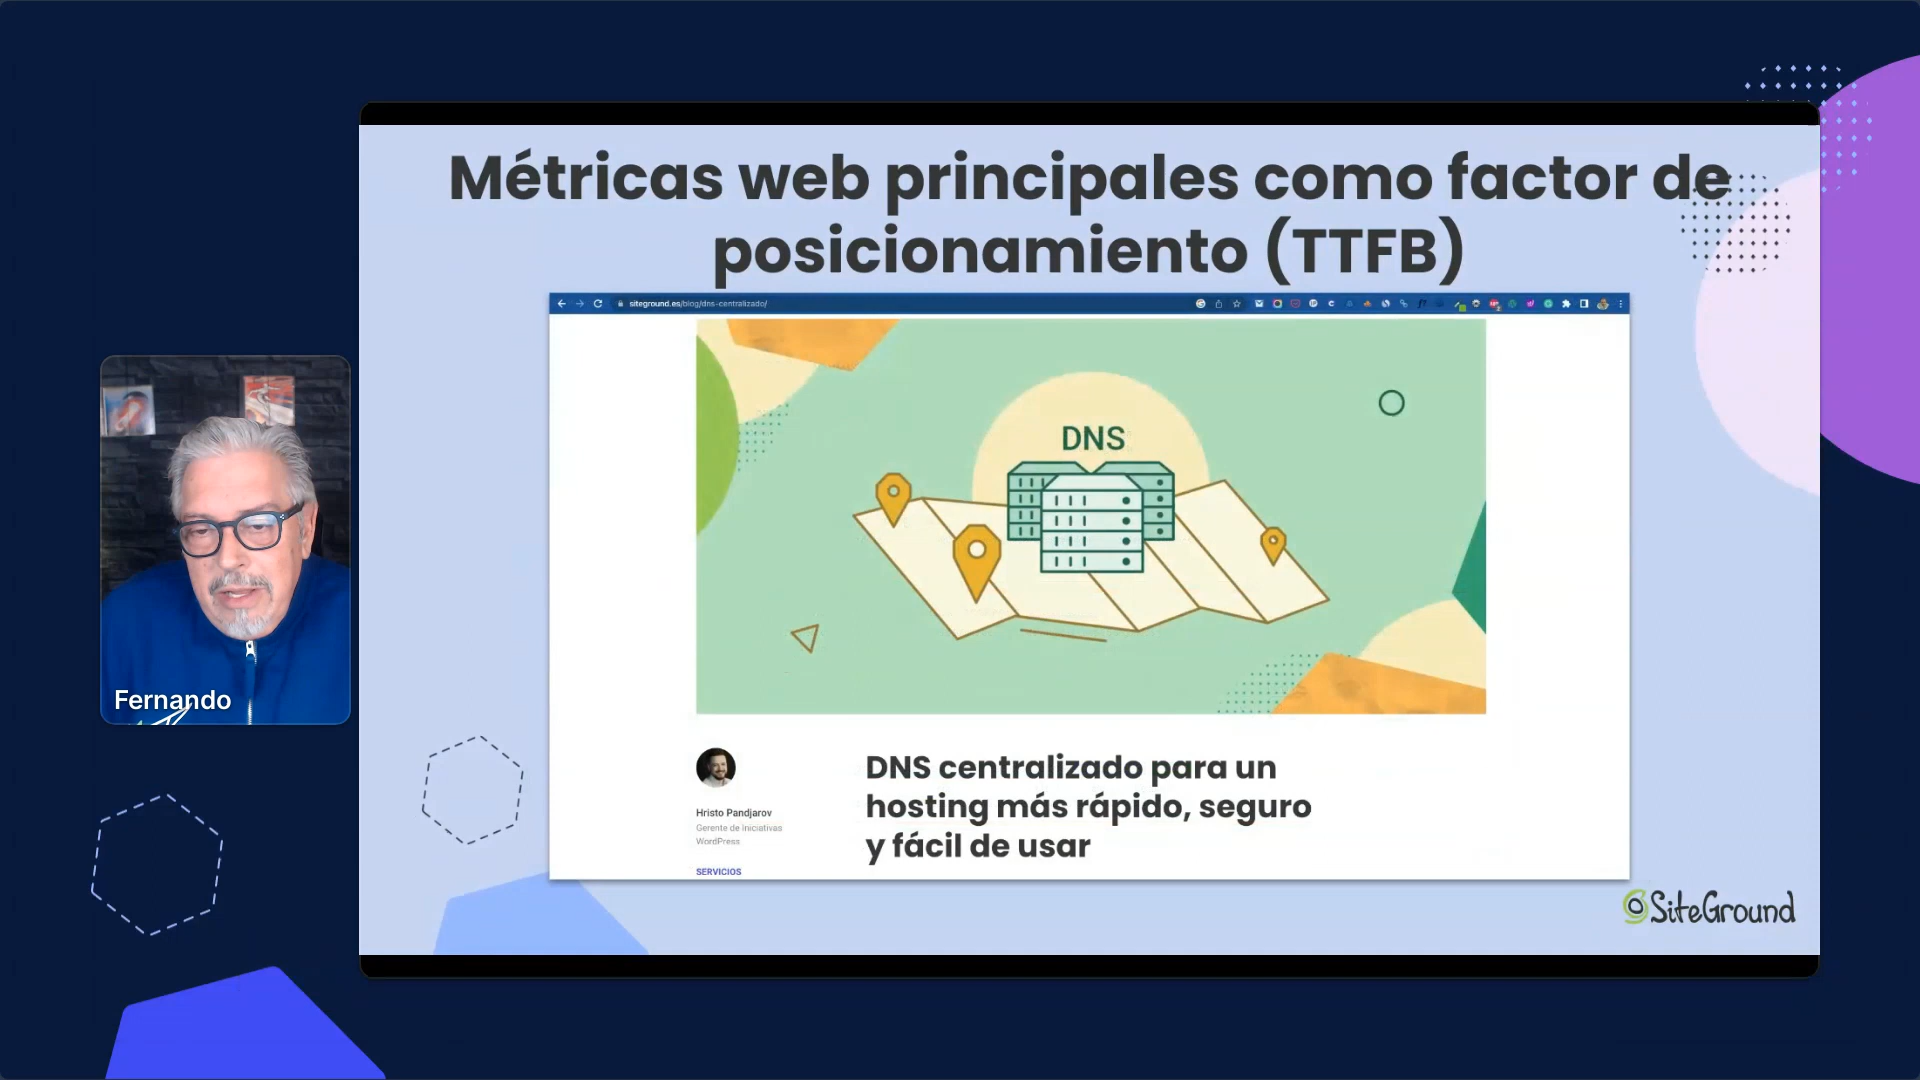 Métricas web principales como factor de
posicionamiento (TTFB)
siteground.es/blog/dns-centralizado/
DNS
Fernando
Hristo Pandjarov
Gerente de Iniciativas
WordPress
SERVICIOS
DNS centralizado para un
hosting más rápido, seguro
y fácil de usar
SiteGround